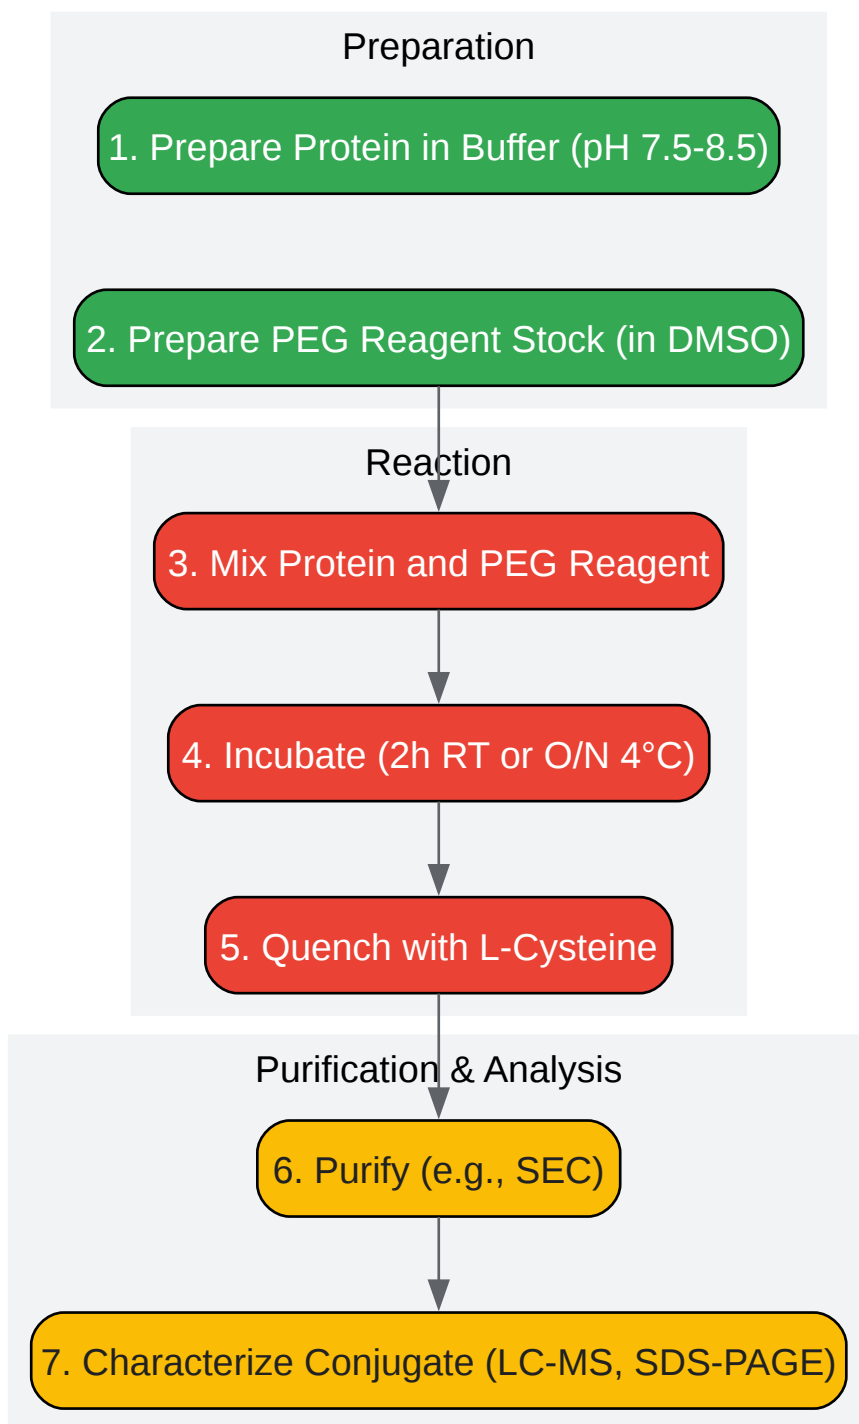 Preparation
1. Prepare Protein in Buffer (pH 7.5-8.5)
2. Prepare PEG Reagent Stock (in DMSO)
Reaction
3. Mix Protein and PEG Reagent
4. Incubate (2h RT or O/N 4°C)
5. Quench with L-Cysteine
Purification & Analysis
6. Purify (e.g., SEC)
7. Characterize Conjugate (LC-MS, SDS-PAGE)